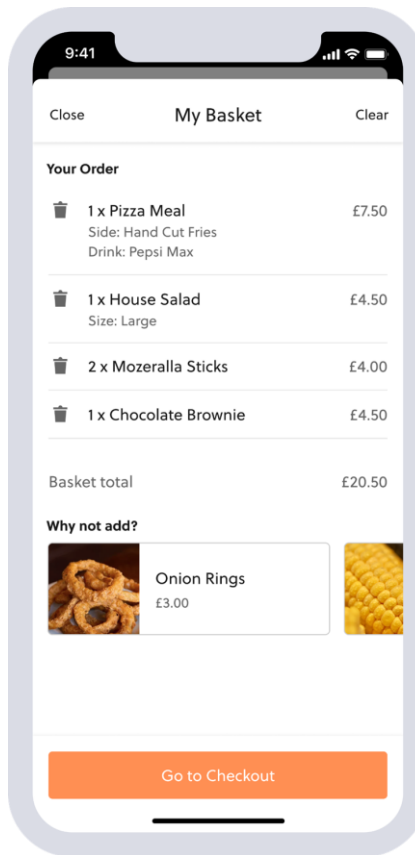 9:41
Close My Basket Clear
Your Order
1 x Pizza Meal £7.50
Side: Hand Cut Fries
Drink: Pepsi Max
1 x House Salad £4.50
Size: Large
2 x Mozeralla Sticks £4.00
1 x Chocolate Brownie £4.50
Basket total £20.50
Why not add?
Onion Rings
£3.00
Go to Checkout